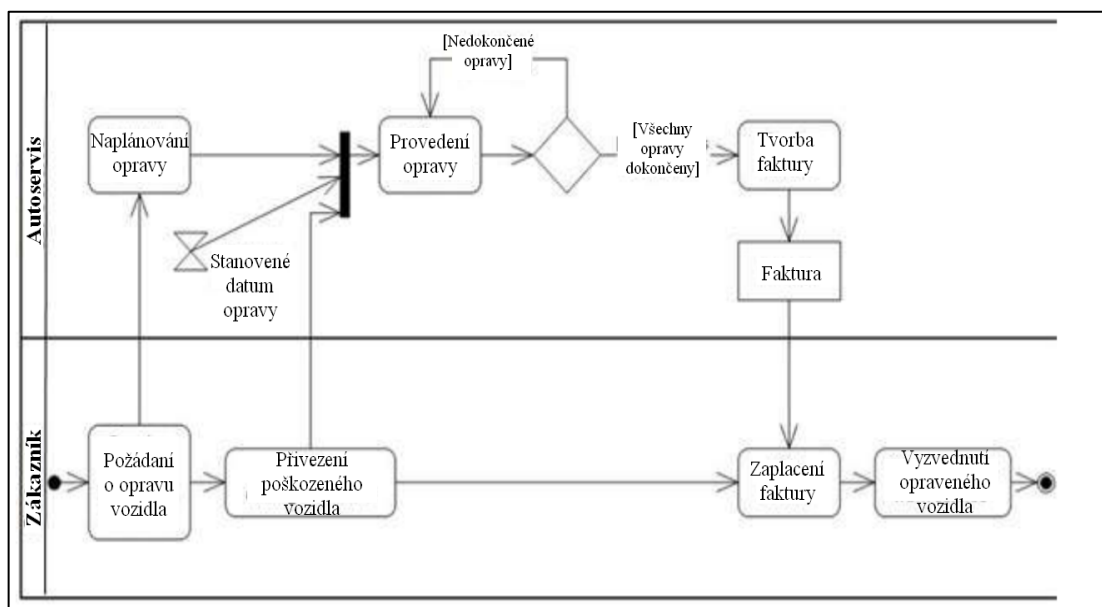 Autoservis
[Nedokončené
opravy]
Naplánování
opravy
Provedení
opravy
[Všechny
opravy
dokončeny]
Tvorba
faktury
Stanovené
datum
opravy
Faktura
Zákazník
Požádaní
o opravu
vozidla
Přivezení
poškozeného
vozidla
Zaplacení
faktury
Vyzvednutí
opraveného
vozidla